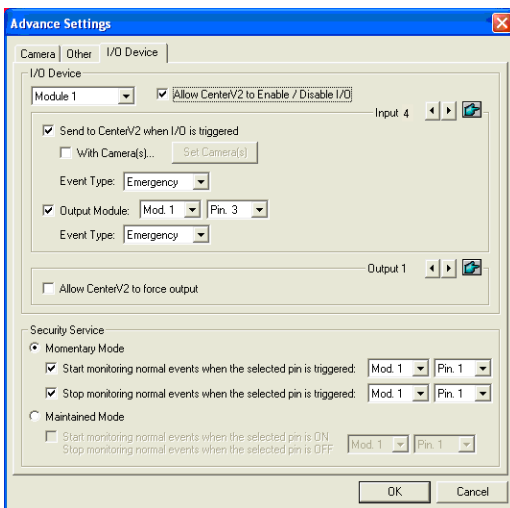 Advance Settings
Camera Other I/O Device
I/O Device
Module 1 Allow CenterV2 to Enable / Disable I/O
Input 4
Send to CenterV2 when I/O is triggered
With Camera(s)... Set Camera(s)
Event Type: Emergency
Output Module: Mod. 1 Pin. 3
Event Type: Emergency
Output 1
Allow CenterV2 to force output
Security Service
Momentary Mode
Start monitoring normal events when the selected pin is triggered: Mod. 1 Pin. 1
Stop monitoring normal events when the selected pin is triggered: Mod. 1 Pin. 1
Maintained Mode
Start monitoring normal events when the selected pin is ON
Stop monitoring normal events when the selected pin is OFF Mod. 1 Pin. 1
OK Cancel